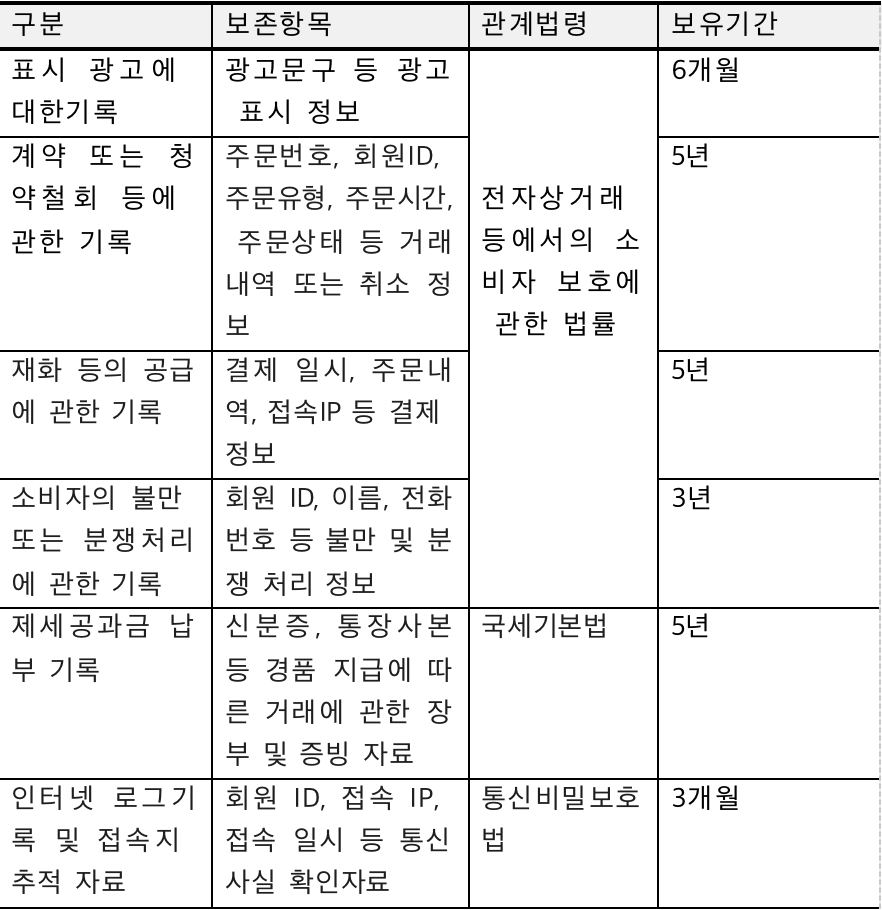 구분 보존항목 관계법령 보유기간
표시 광고에
대한기록
광고문구 등 광고
표시 정보
전자상거래
등에서의 소
비자 보호에
관한 법률
6개월
계약 또는 청
약철회 등에
관한 기록
주문번호, 회원ID,
주문유형, 주문시간,
주문상태 등 거래
내역 또는 취소 정
보
5년
재화 등의 공급
에 관한 기록
결제 일시, 주문내
역, 접속IP 등 결제
정보
5년
소비자의 불만
또는 분쟁처리
에 관한 기록
회원 ID, 이름, 전화
번호 등 불만 및 분
쟁 처리 정보
3년
제세공과금 납
부 기록
신분증, 통장사본
등 경품 지급에 따
른 거래에 관한 장
부 및 증빙 자료
국세기본법
5년
인터넷 로그기
록 및 접속지
추적 자료
회원 ID, 접속 IP,
접속 일시 등 통신
사실 확인자료
통신비밀보호
법
3개월